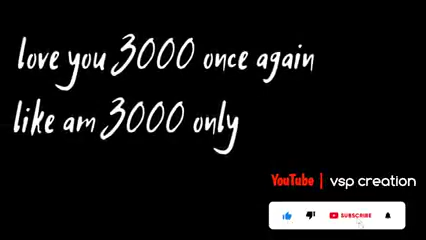 love you 3000 once again
like am 3000 only
YouTube | vsp creation
SUBSCRIBE